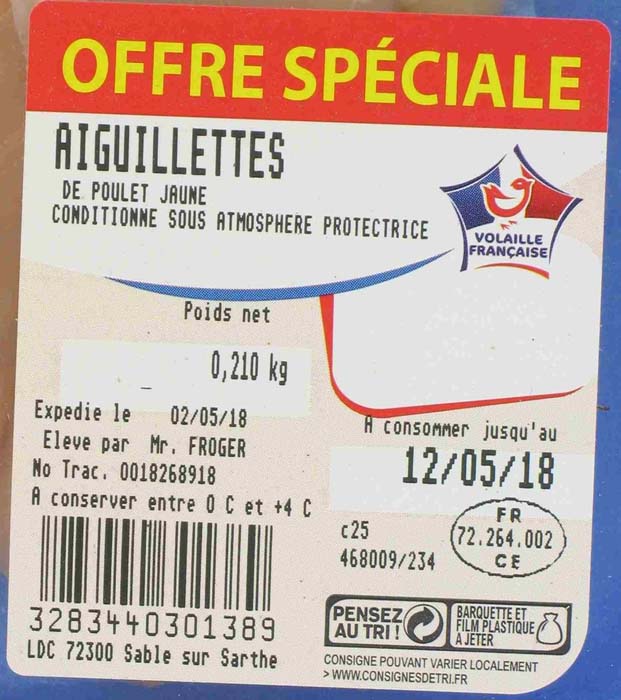 OFFRE SPÉCIALE
AIGUILLETTES
DE POULET JAUNE
CONDITIONNE SOUS ATMOSPHERE PROTECTRICE
VOLAILLE
FRANÇAISE
Poids net
0,210 kg
Expedie le 02/05/18
Eleve par Mr. FROGER
No Trac. 0018268918
A conserver entre 0 C et +4 C
A consommer jusqu'au
12/05/18
c25
468009/234
FR
72.264.002
CE
3283440301389
LDC 72300 Sable sur Sarthe
PENSEZ
AU TRI !
BARQUETTE ET
FILM PLASTIQUE
A JETER
CONSIGNE POUVANT VARIER LOCALEMENT
> WWW.CONSIGNESDETRI.FR